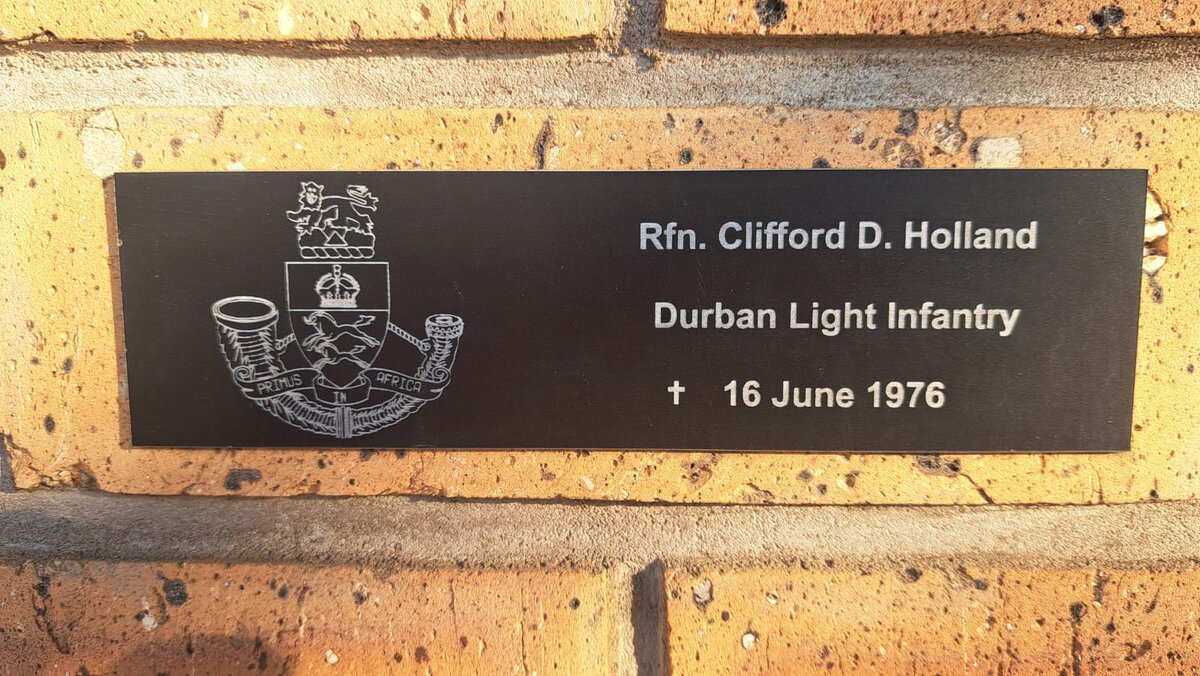 PRIMUS IN AFRICA
Rfn. Clifford D. Holland
Durban Light Infantry
† 16 June 1976